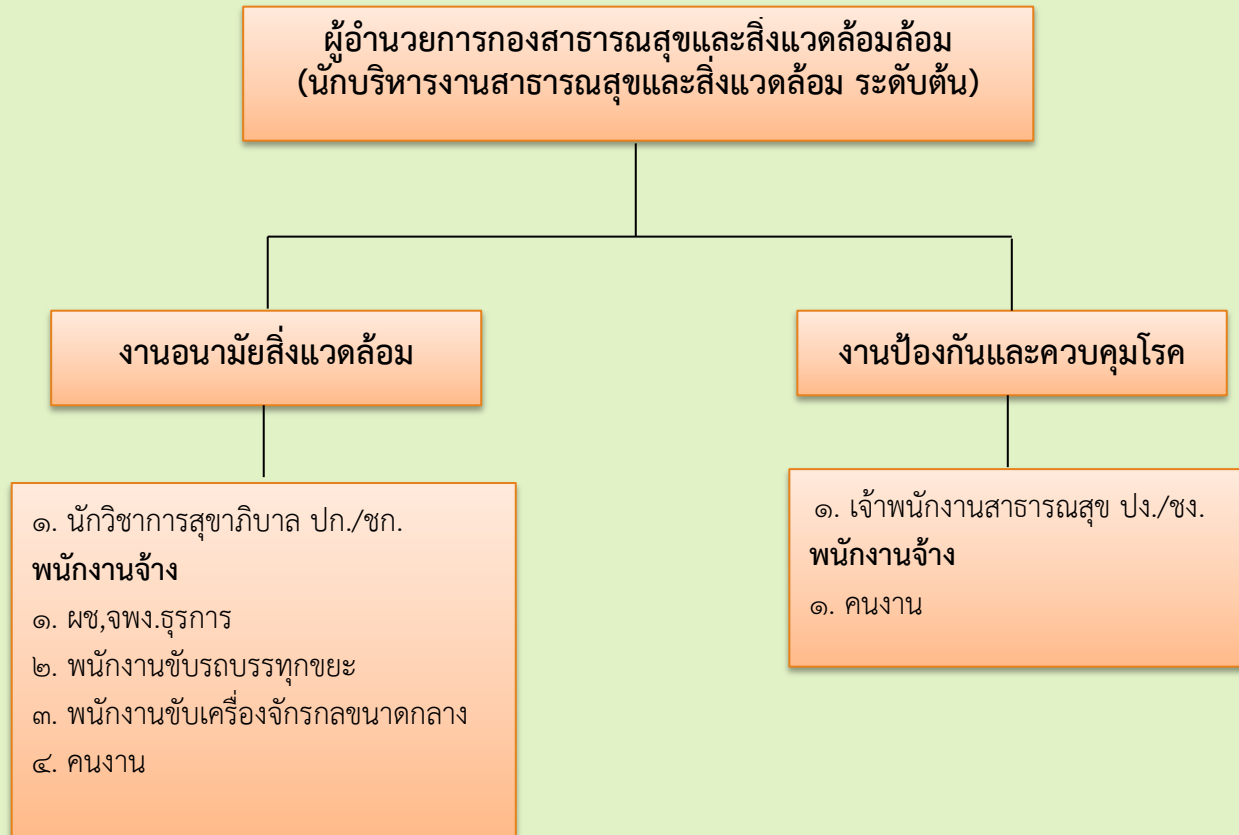 ผู้อำนวยการกองสาธารณสุขและสิ่งแวดล้อมล้อม
(นักบริหารงานสาธารณสุขและสิ่งแวดล้อม ระดับต้น)
งานอนามัยสิ่งแวดล้อม
๑. นักวิชาการสุขาภิบาล ปก./ชก.
พนักงานจ้าง
๑. ผช,จพง.ธุรการ
๒. พนักงานขับรถบรรทุกขยะ
๓. พนักงานขับเครื่องจักรกลขนาดกลาง
๔. คนงาน
งานป้องกันและควบคุมโรค
๑. เจ้าพนักงานสาธารณสุข ปง./ชง.
พนักงานจ้าง
๑. คนงาน